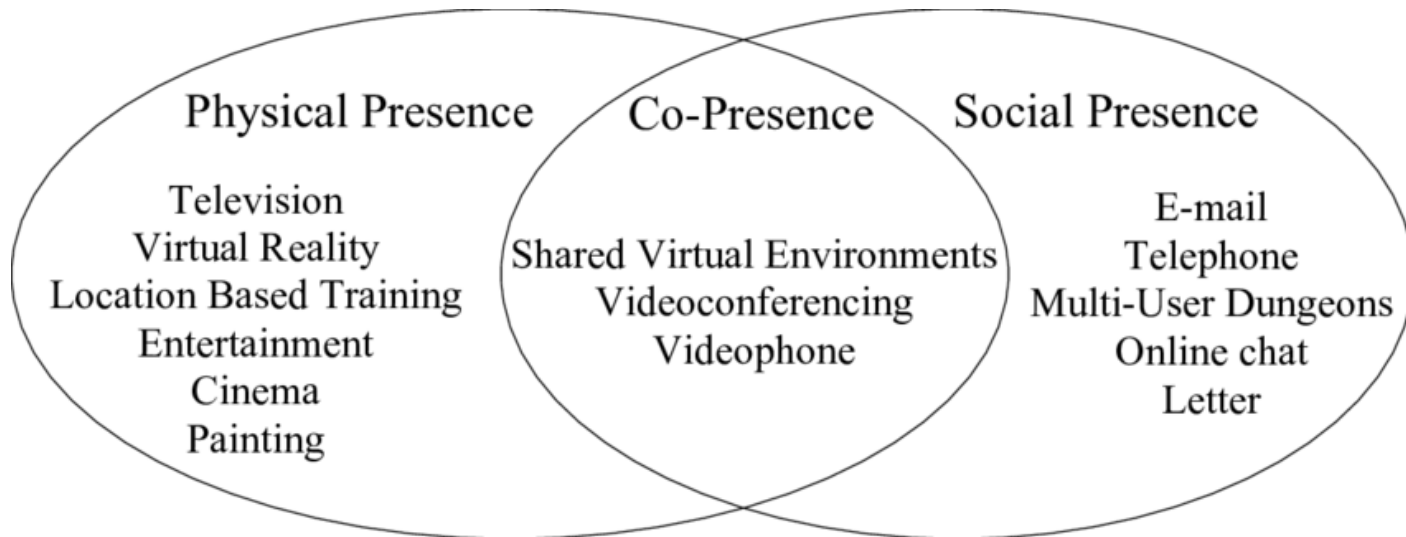 Physical Presence
Co-Presence
Social Presence
Television
Virtual Reality
Location Based Training
Entertainment
Cinema
Painting
Shared Virtual Environments
Videoconferencing
Videophone
E-mail
Telephone
Multi-User Dungeons
Online chat
Letter